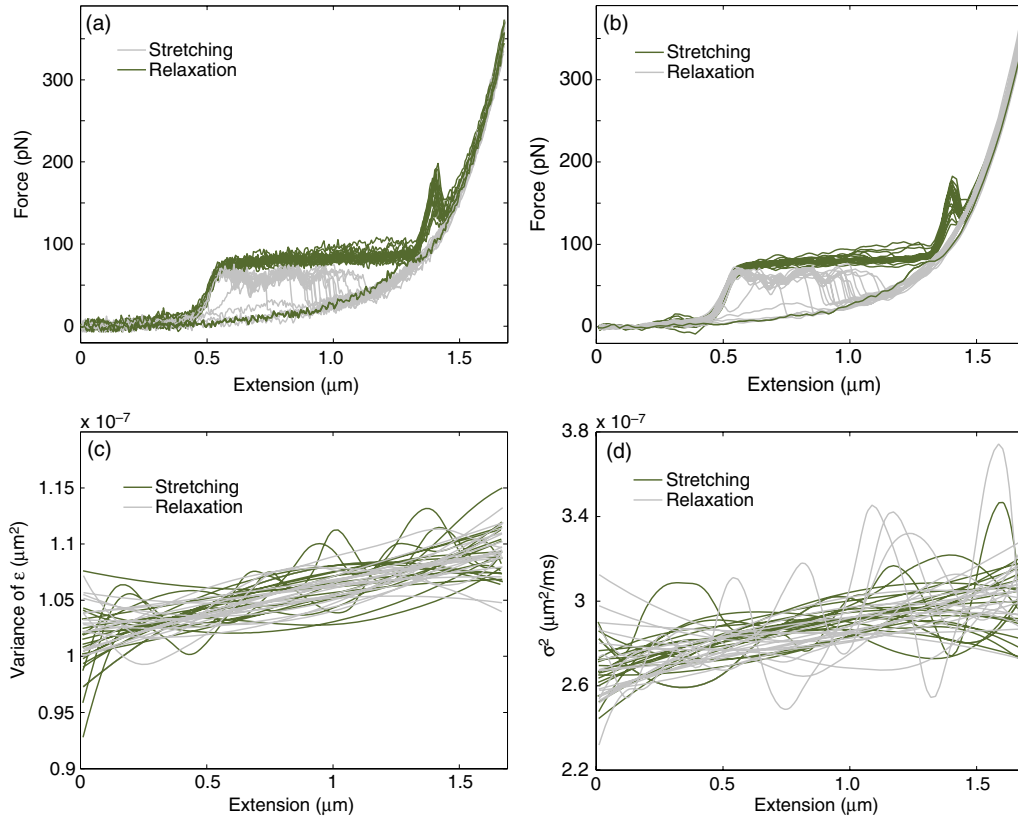 (a)
Stretching
Relaxation
350
300
200
100
0
Force (pN)
0
0.5
1.0
1.5
Extension (μm)
(b)
Stretching
Relaxation
350
300
200
100
0
Force (pN)
0
0.5
1.0
1.5
Extension (μm)
x 10–7
(c)
Stretching
Relaxation
1.15
1.1
1.05
1
0.95
0.9
Variance of ε (μm²)
0
0.5
1.0
1.5
Extension (μm)
x 10–7
3.8
(d)
Stretching
Relaxation
3.4
3
2.6
2.2
σ² (μm²/ms)
0
0.5
1.0
1.5
Extension (μm)